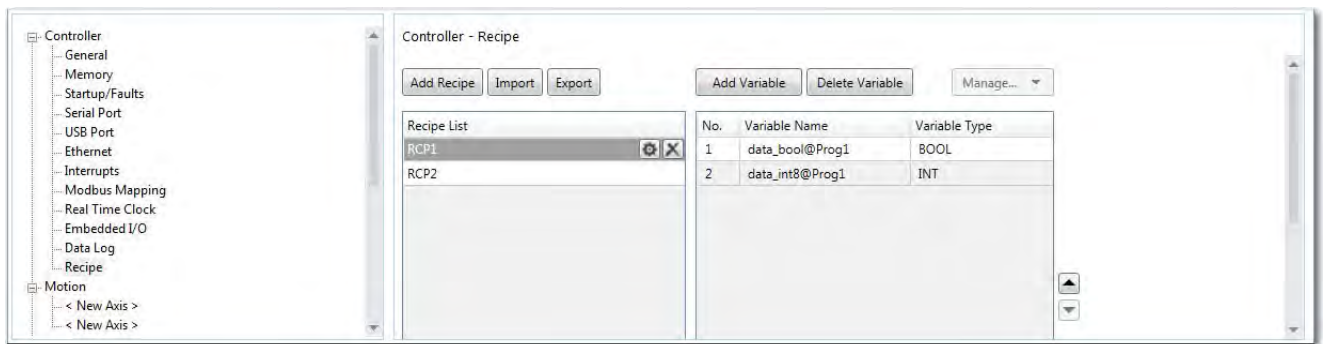 Controller
General
Memory
Startup/Faults
Serial Port
USB Port
Ethernet
Interrupts
Modbus Mapping
Real Time Clock
Embedded I/O
Data Log
Recipe
Motion
< New Axis >
< New Axis >
Controller - Recipe
Add Recipe Import Export
Recipe List
RCP1
RCP2
Add Variable Delete Variable Manage...
No. Variable Name Variable Type
1 data_bool@Prog1 BOOL
2 data_int8@Prog1 INT